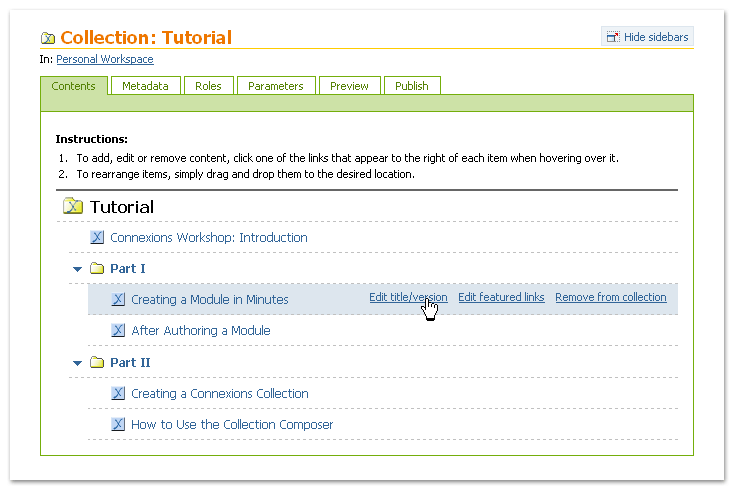 Collection: Tutorial
Hide sidebars
In: Personal Workspace
Contents Metadata Roles Parameters Preview Publish
Instructions:
1. To add, edit or remove content, click one of the links that appear to the right of each item when hovering over it.
2. To rearrange items, simply drag and drop them to the desired location.
Tutorial
Connexions Workshop: Introduction
Part I
Creating a Module in Minutes Edit title/version Edit featured links Remove from collection
After Authoring a Module
Part II
Creating a Connexions Collection
How to Use the Collection Composer